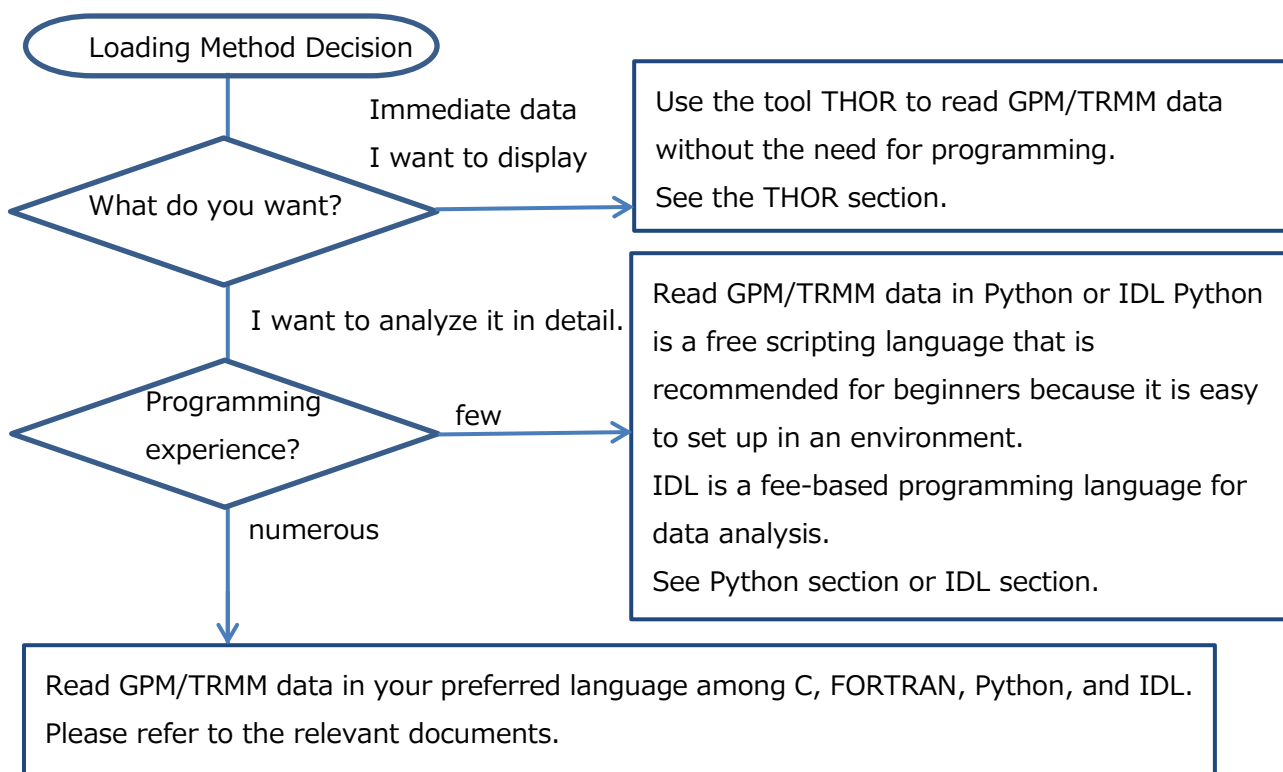 Loading Method Decision
Immediate data
I want to display
Use the tool THOR to read GPM/TRMM data
without the need for programming.
See the THOR section.
What do you want?
I want to analyze it in detail.
Read GPM/TRMM data in Python or IDL Python
is a free scripting language that is
recommended for beginners because it is easy
to set up in an environment.
IDL is a fee-based programming language for
data analysis.
See Python section or IDL section.
Programming
experience?
few
numerous
Read GPM/TRMM data in your preferred language among C, FORTRAN, Python, and IDL.
Please refer to the relevant documents.